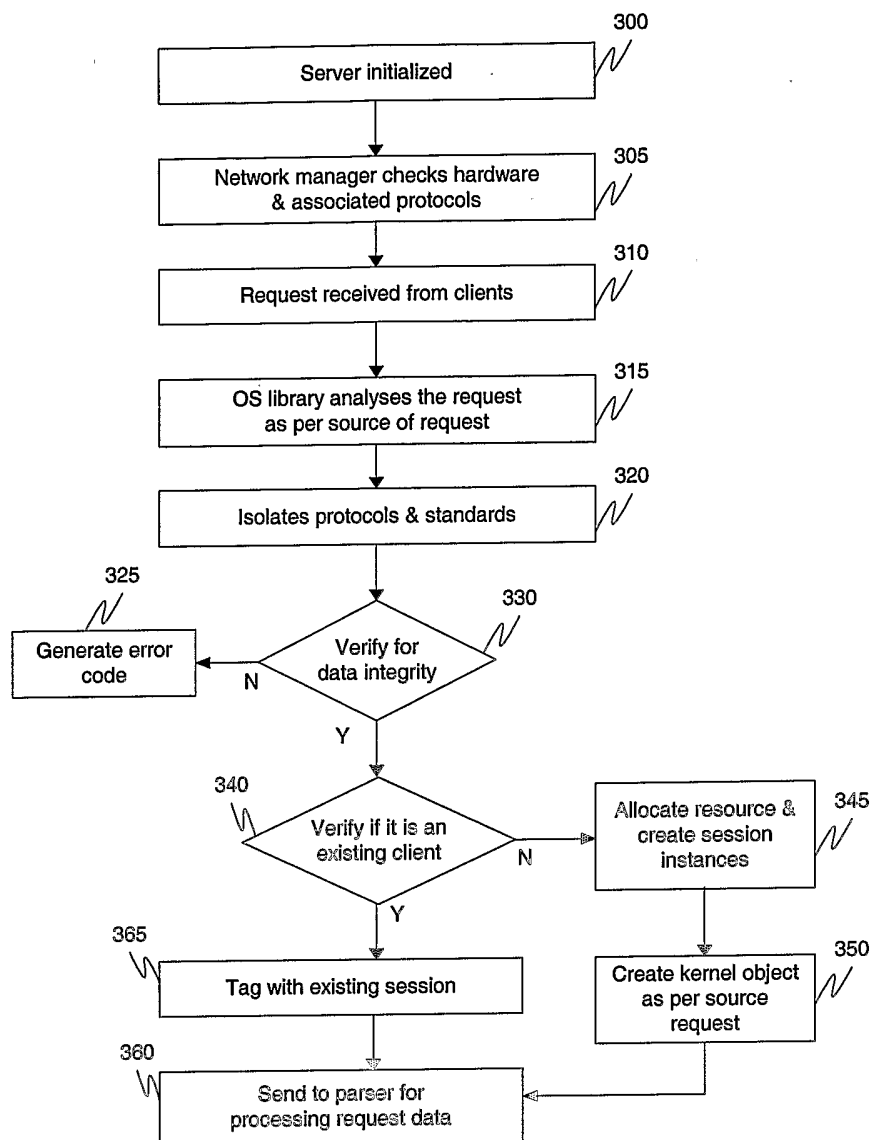 300
Server initialized
305
Network manager checks hardware
& associated protocols
310
Request received from clients
315
OS library analyses the request
as per source of request
320
Isolates protocols & standards
325
Generate error
code
330
Verify for
data integrity
N
Y
340
Verify if it is an
existing client
N
Y
345
Allocate resource &
create session
instances
365
Tag with existing session
350
Create kernel object
as per source
request
360
Send to parser for
processing request data